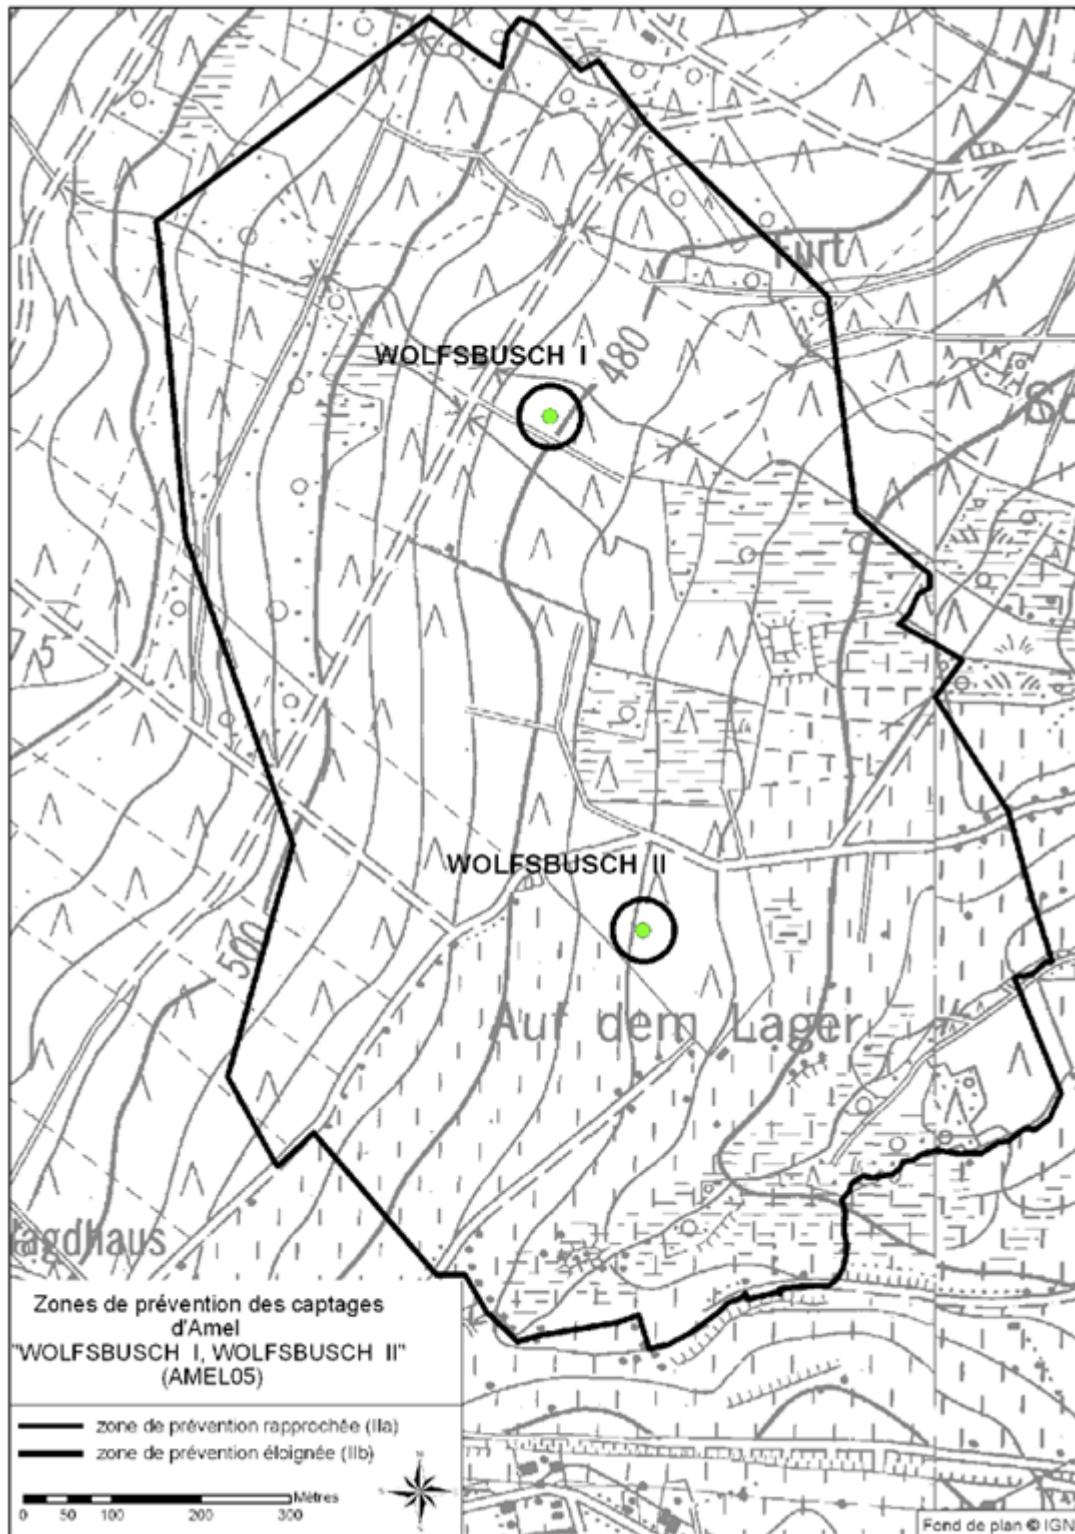 Furt
WOLFSBUSCH I
480
75
WOLFSBUSCH II
500
Auf dem Lager
Jagdhaus
Zones de prévention des captages
d'Amel
"WOLFSBUSCH I, WOLFSBUSCH II"
(AMEL05)
zone de prévention rapprochée (IIa)
zone de prévention éloignée (IIb)
Mètres
0 50 100 200 300
Fond de plan © IGN